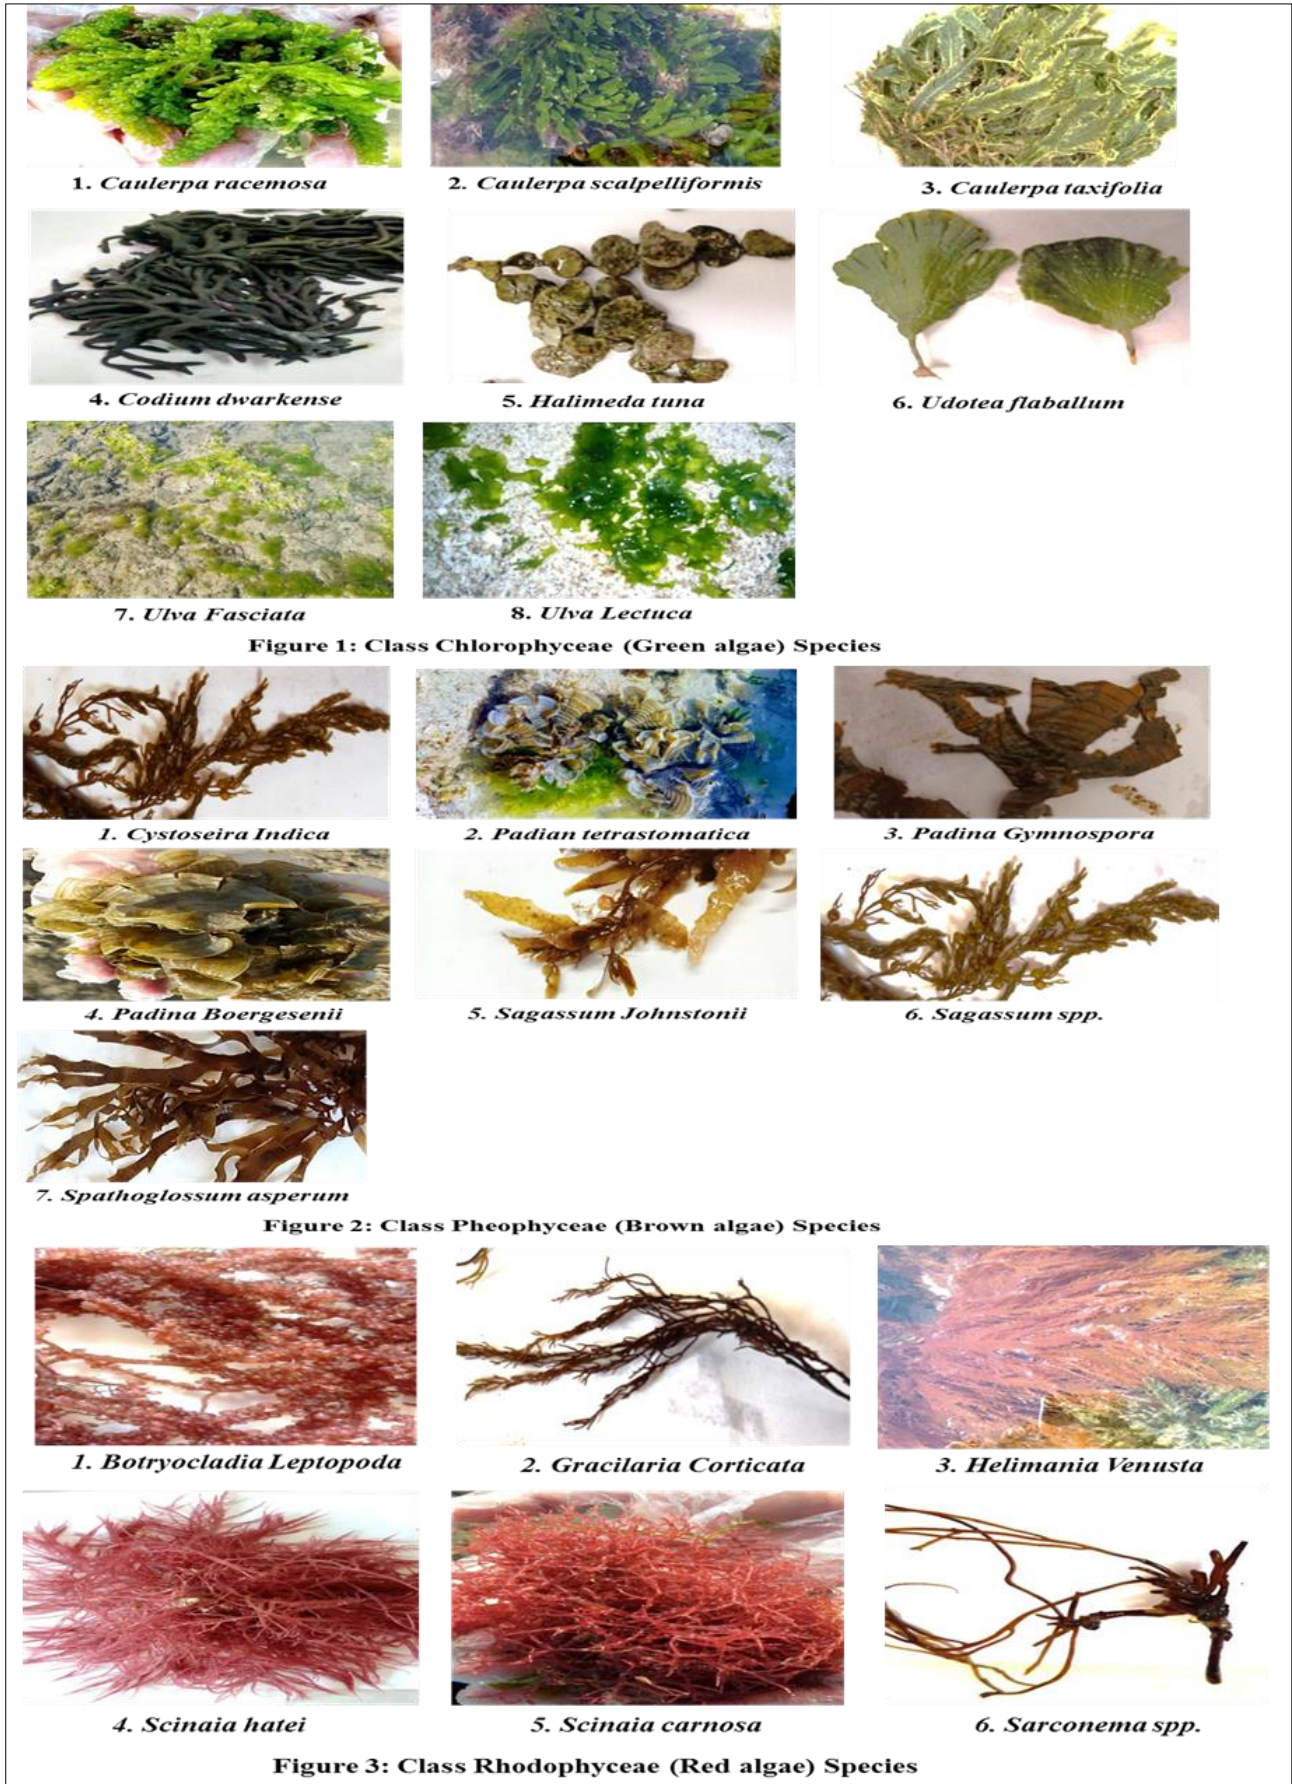 1. Caulerpa racemosa
2. Caulerpa scalpelliformis
3. Caulerpa taxifolia
4. Codium dwarkense
5. Halimeda tuna
6. Udotea flaballum
7. Ulva Fasciata
8. Ulva Lectuca
Figure 1: Class Chlorophyceae (Green algae) Species
1. Cystoseira Indica
2. Padian tetrastomatica
3. Padina Gymnospora
4. Padina Boergesenii
5. Sagassum Johnstonii
6. Sagassum spp.
7. Spathoglossum asperum
Figure 2: Class Pheophyceae (Brown algae) Species
1. Botryocladia Leptopoda
2. Gracilaria Corticata
3. Helimania Venusta
4. Scinaia hatei
5. Scinaia carnosa
6. Sarconema spp.
Figure 3: Class Rhodophyceae (Red algae) Species